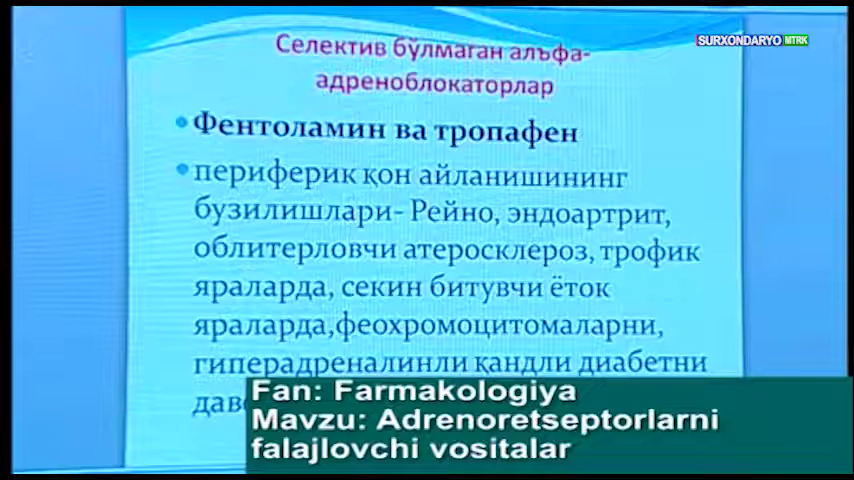 SURXONDARYO MTRK
Селектив бўлмаган алъфа-
адреноблокаторлар
• Фентоламин ва тропафен
• периферик қон айланишининг
бузилишлари- Рейно, эндоартрит,
облитерловчи атеросклероз, трофик
яраларда, секин битувчи ёток
яраларда,феохромоцитомаларни,
гиперадреналинли қандли диабетни
Fan: Farmakologiya
Mavzu: Adrenoretseptorlarni
falajlovchi vositalar